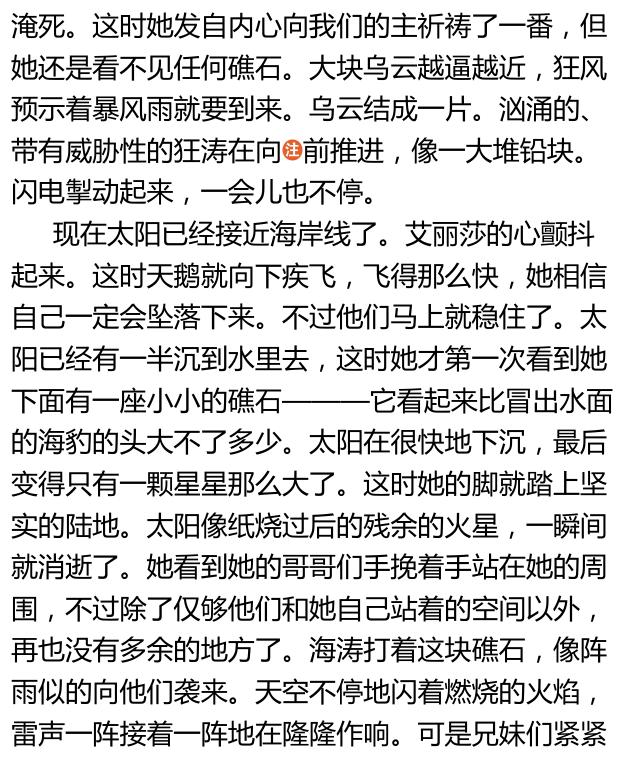 淹死。这时她发自内心向我们的主祈祷了一番，但
她还是看不见任何礁石。大块乌云越逼越近，狂风
预示着暴风雨就要到来。乌云结成一片。汹涌的、
带有威胁性的狂涛在向注前推进，像一大堆铅块。
闪电掣动起来，一会儿也不停。
现在太阳已经接近海岸线了。艾丽莎的心颤抖
起来。这时天鹅就向下疾飞，飞得那么快，她相信
自己一定会坠落下来。不过他们马上就稳住了。太
阳已经有一半沉到水里去，这时她才第一次看到她
下面有一座小小的礁石———它看起来比冒出水面
的海豹的头大不了多少。太阳在很快地下沉，最后
变得只有一颗星星那么大了。这时她的脚就踏上坚
实的陆地。太阳像纸烧过后的残余的火星，一瞬间
就消逝了。她看到她的哥哥们手挽着手站在她的周
围，不过除了仅够他们和她自己站着的空间以外，
再也没有多余的地方了。海涛打着这块礁石，像阵
雨似的向他们袭来。天空不停地闪着燃烧的火焰，
雷声一阵接着一阵地在隆隆作响。可是兄妹们紧紧